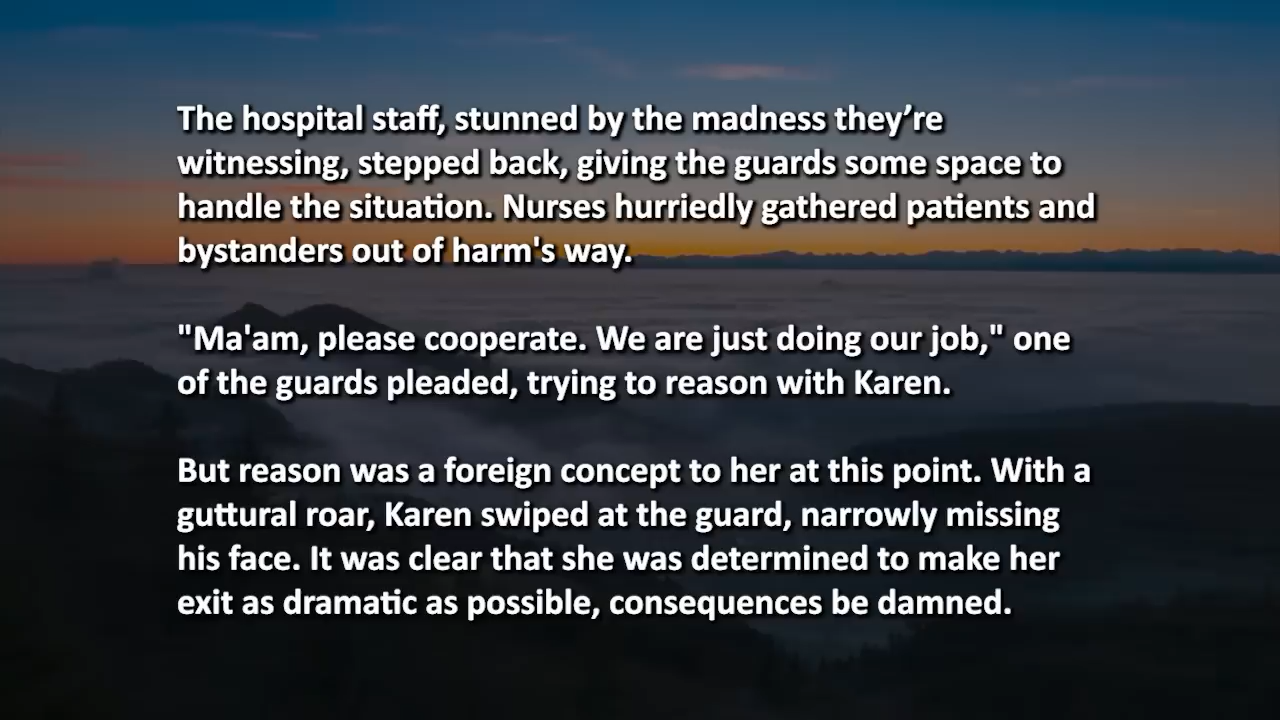 The hospital staff, stunned by the madness they’re
witnessing, stepped back, giving the guards some space to
handle the situation. Nurses hurriedly gathered patients and
bystanders out of harm's way.
"Ma'am, please cooperate. We are just doing our job," one
of the guards pleaded, trying to reason with Karen.
But reason was a foreign concept to her at this point. With a
guttural roar, Karen swiped at the guard, narrowly missing
his face. It was clear that she was determined to make her
exit as dramatic as possible, consequences be damned.